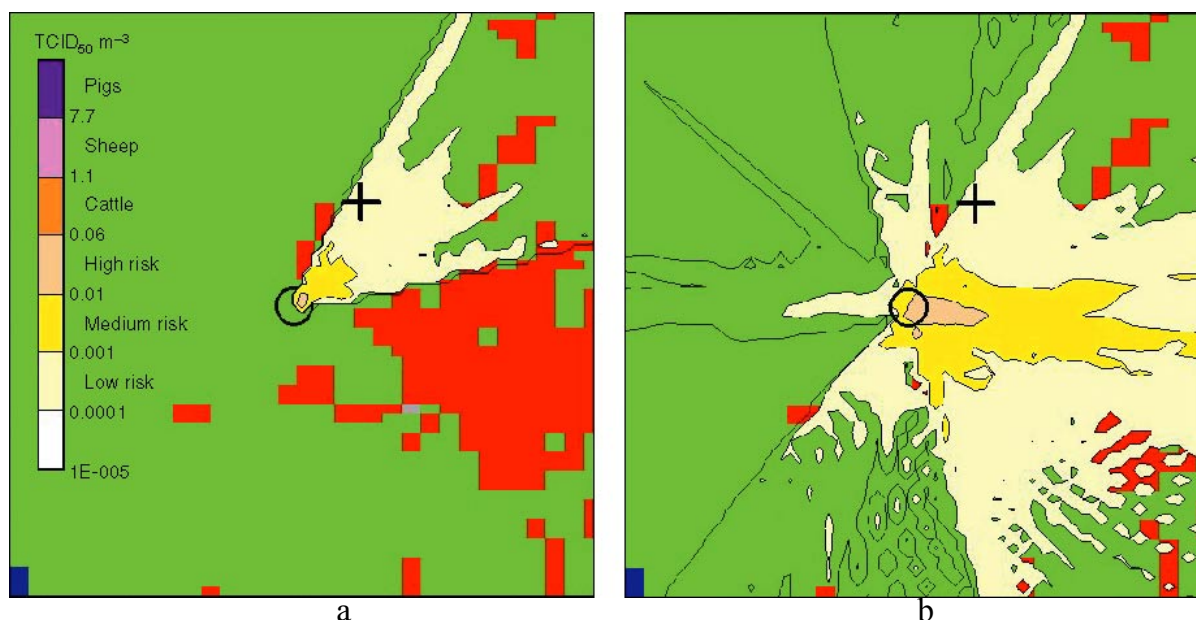 TCID₅₀ m⁻³
Pigs
7.7
Sheep
1.1
Cattle
0.06
High risk
0.01
Medium risk
0.001
Low risk
0.0001
1E-005
a
b